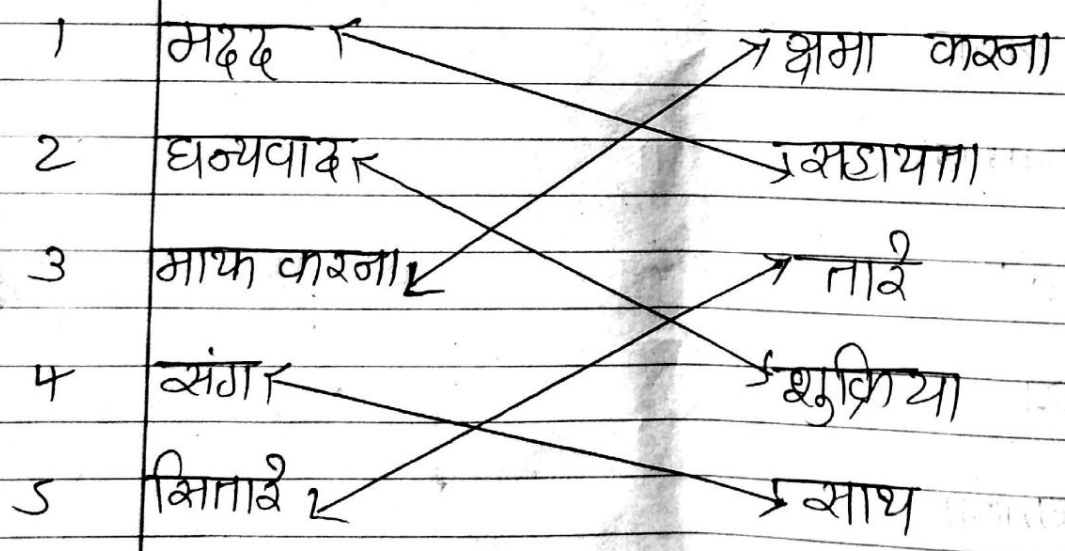 1 मदद क्षमा करना
2 धन्यवाद सहायता
3 माफ करना तारे
4 संग शुक्रिया
5 सितारे साथ